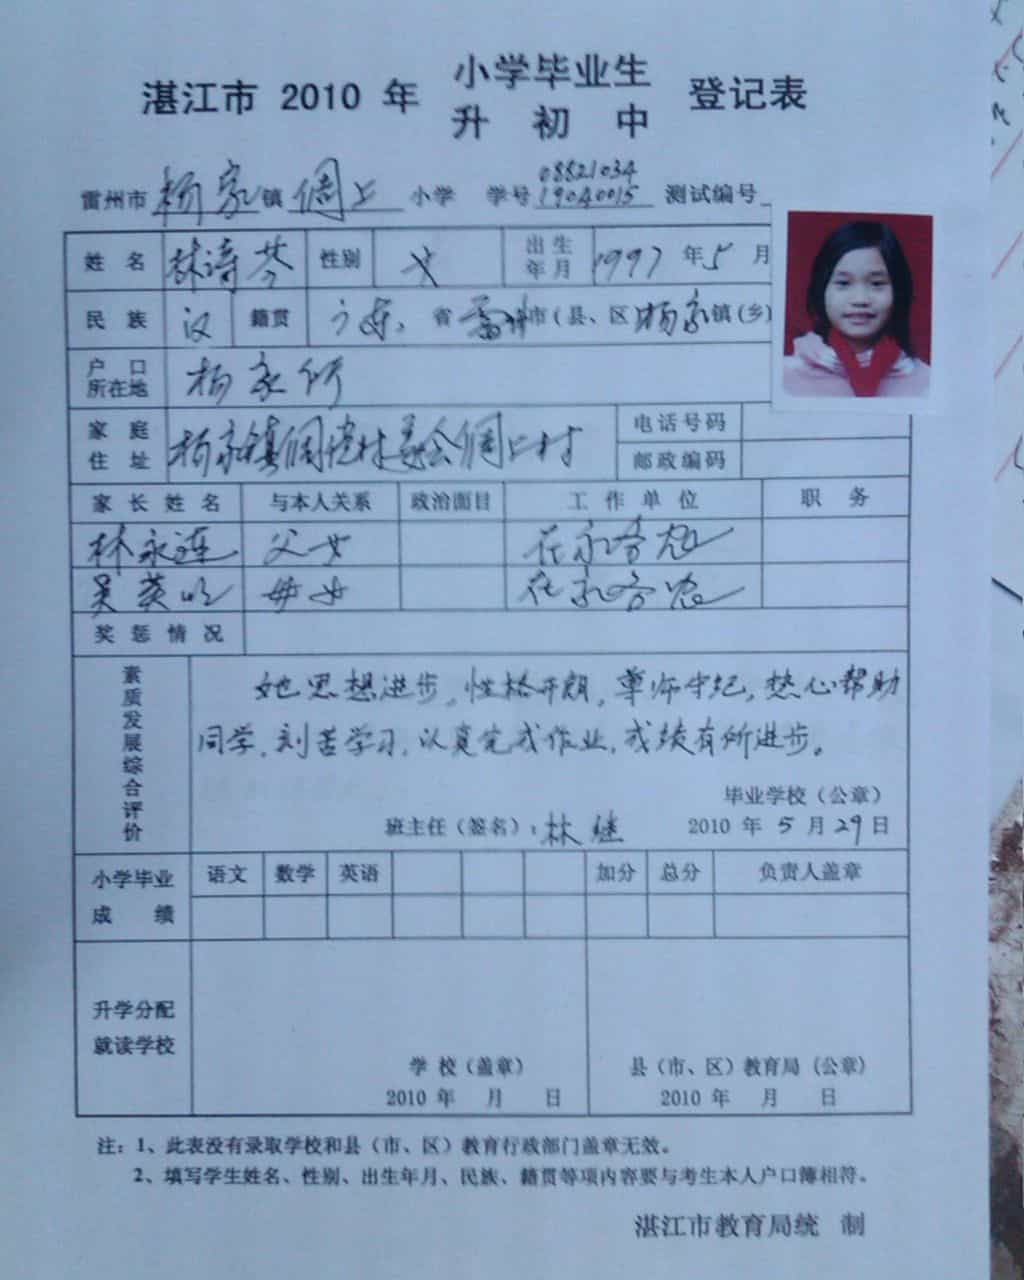 湛江市 2010 年 小学毕业生 登记表
升 初 中
雷州市 杨家 镇 倜上 小学 学号 08821034 19040015 测试编号
姓名 林诗芩 性别 女 出生年月 1997 年 5 月
民族 汉 籍贯 广东 省 雷州 市(县、区) 杨家 镇(乡)
户口所在地 杨家
家庭住址 杨家镇 村委会 上村 电话号码
邮政编码
家长姓名 与本人关系 政治面目 工作单位 职务
林永连 父女 在家务农
吴英 母女 在家务农
奖惩情况
素质发展综合评价
她思想进步,性格开朗,尊师守纪,热心帮助
同学,刻苦学习,认真完成作业,成绩有所进步。
毕业学校(公章)
班主任(签名):林继 2010 年 5 月 29 日
小学毕业成绩 语文 数学 英语 加分 总分 负责人盖章
升学分配就读学校
学校(盖章) 县(市、区)教育局(公章)
2010 年 月 日 2010 年 月 日
注:1、此表没有录取学校和县(市、区)教育行政部门盖章无效。
2、填写学生姓名、性别、出生年月、民族、籍贯等项内容要与考生本人户口簿相符。
湛江市教育局统 制